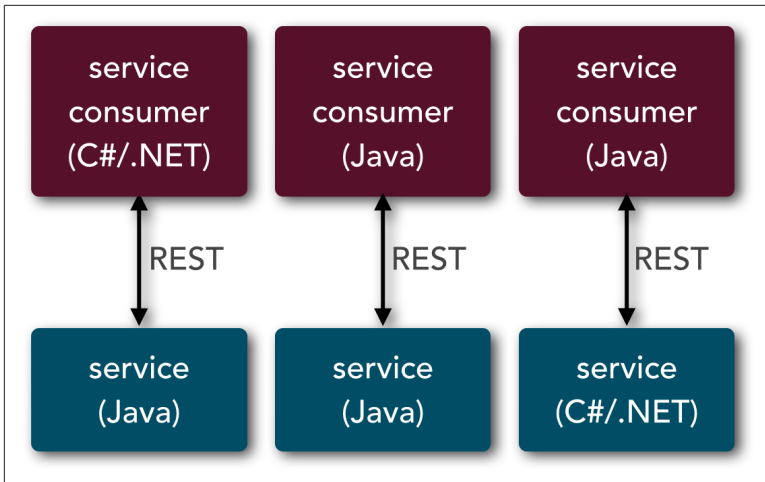 service
consumer
(C#/.NET)
service
consumer
(Java)
service
consumer
(Java)
REST
REST
REST
service
(Java)
service
(Java)
service
(C#/.NET)